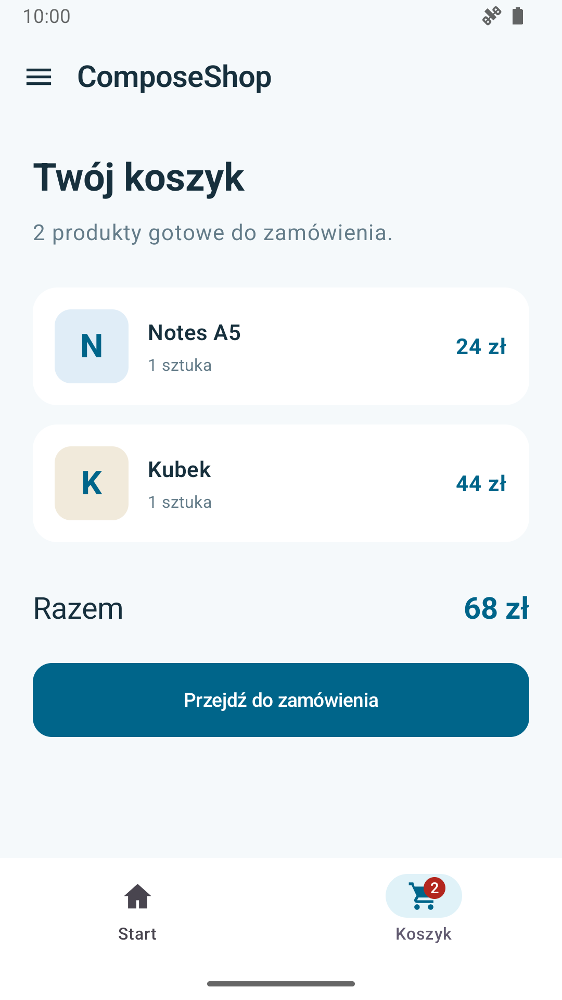 10:00
ComposeShop
Twój koszyk
2 produkty gotowe do zamówienia.
N
Notes A5
1 sztuka
24 zł
K
Kubek
1 sztuka
44 zł
Razem
68 zł
Przejdź do zamówienia
2
Start
Koszyk